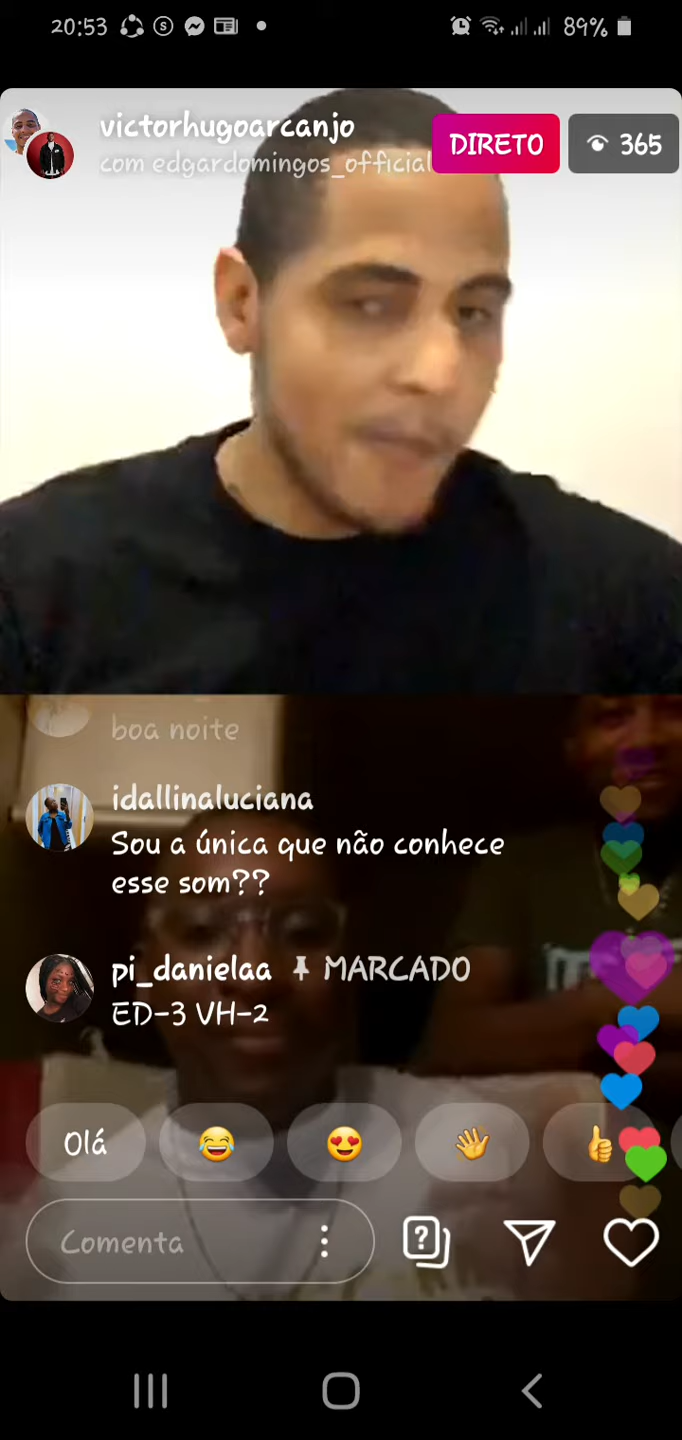 20:53
89%
victorhugoarcanjo
com edgardomingos_official
DIRETO
365
boa noite
idallinaluciana
Sou a única que não conhece
esse som??
pi_danielaa MARCADO
ED-3 VH-2
Olá
Comenta